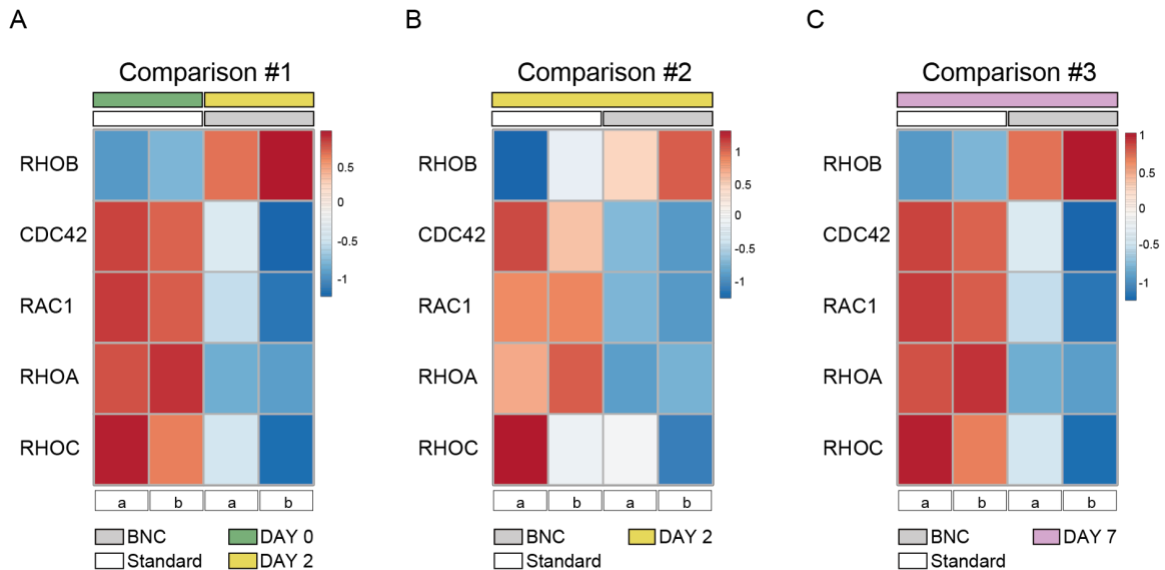 A
B
C
Comparison #1
Comparison #2
Comparison #3
RHOB
CDC42
RAC1
RHOA
RHOC
0.5
0
-0.5
-1
a b a b
BNC DAY 0
Standard DAY 2
RHOB
CDC42
RAC1
RHOA
RHOC
1
0.5
0
-0.5
-1
a b a b
BNC DAY 2
Standard
RHOB
CDC42
RAC1
RHOA
RHOC
1
0.5
0
-0.5
-1
a b a b
BNC DAY 7
Standard